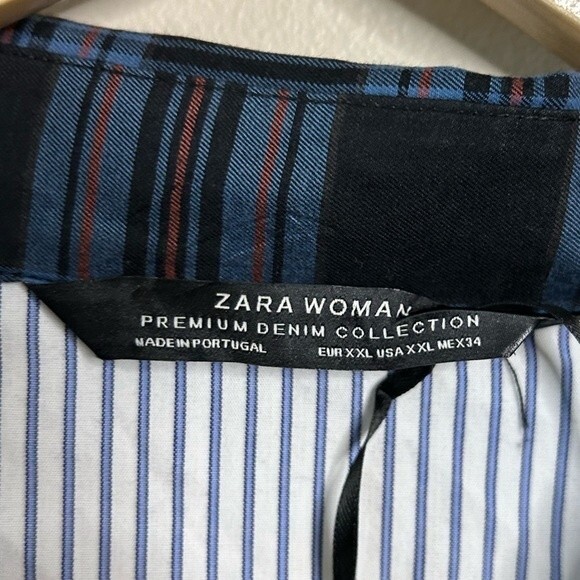 ZARA WOMAN
PREMIUM DENIM COLLECTION
MADE IN PORTUGAL EUR XXL USA XXL MEX 34